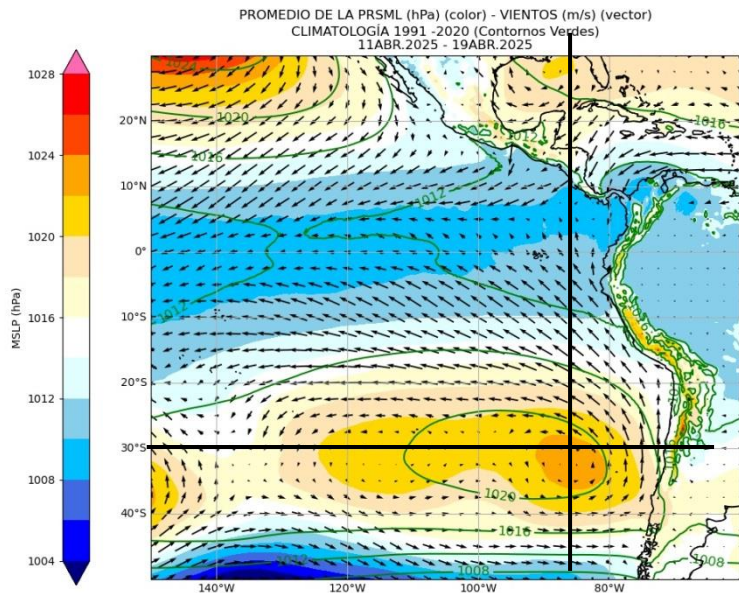 PROMEDIO DE LA PRSML (hPa) (color) - VIENTOS (m/s) (vector)
CLIMATOLOGÍA 1991 -2020 (Contornos Verdes)
11ABR.2025 - 19ABR.2025
1028
1024
1020
1016
1012
1008
1004
MSLP (hPa)
20°N
10°N
0°
10°S
20°S
30°S
40°S
140°W
120°W
100°W
80°W
1024
1020
1016
1012
1016
1012
1012
1020
1016
1012
1008
1008